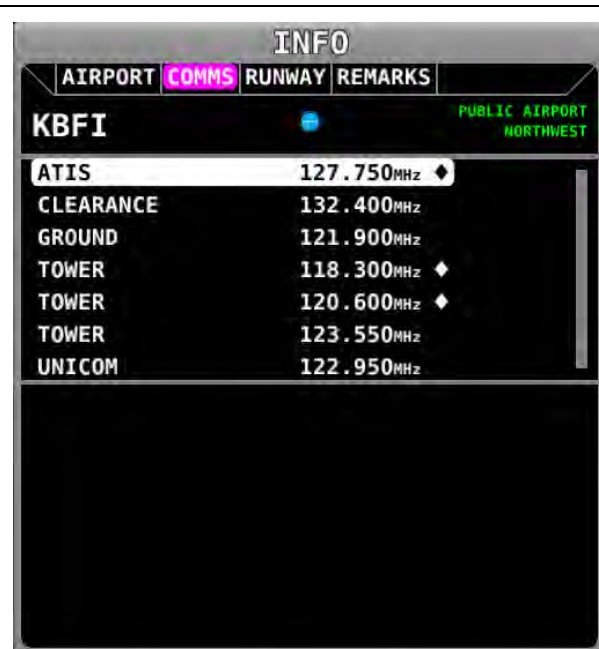 INFO
AIRPORT COMMS RUNWAY REMARKS
KBFI
PUBLIC AIRPORT
NORTHWEST
ATIS 127.750MHz ◆
CLEARANCE 132.400MHz
GROUND 121.900MHz
TOWER 118.300MHz ◆
TOWER 120.600MHz ◆
TOWER 123.550MHz
UNICOM 122.950MHz